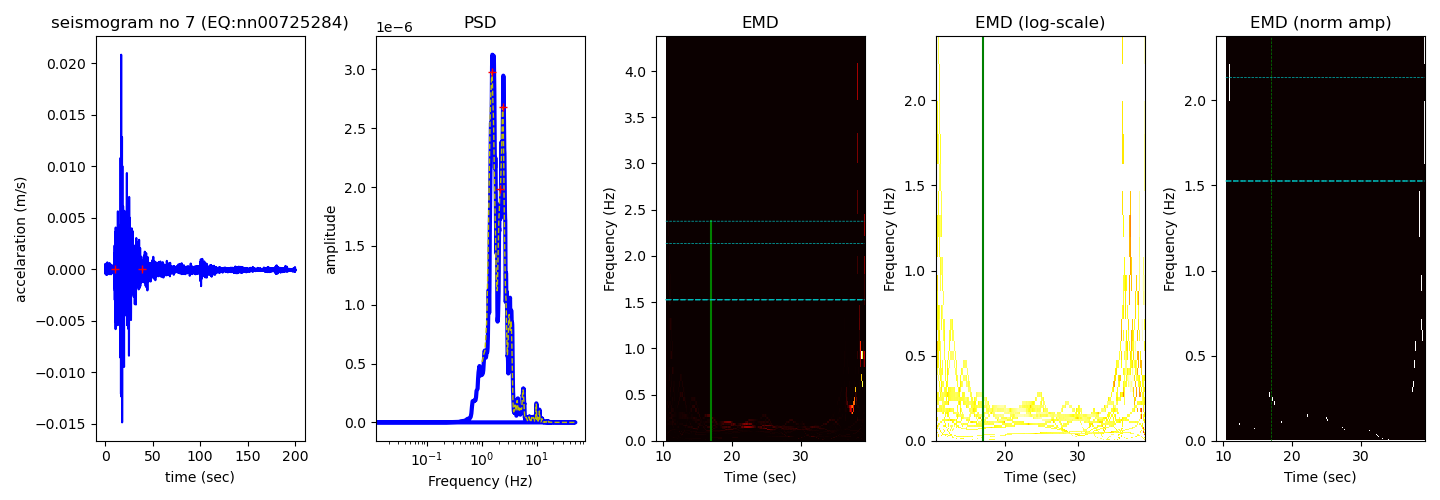 seismogram no 7 (EQ:nn00725284)
accelaration (m/s)
0.020
0.015
0.010
0.005
0.000
−0.005
−0.010
−0.015
0 50 100 150 200
time (sec)
PSD
1e−6
amplitude
3.0
2.5
2.0
1.5
1.0
0.5
0.0
10⁻¹ 10⁰ 10¹
Frequency (Hz)
EMD
Frequency (Hz)
4.0
3.5
3.0
2.5
2.0
1.5
1.0
0.5
0.0
10 20 30
Time (sec)
EMD (log-scale)
Frequency (Hz)
2.0
1.5
1.0
0.5
0.0
20 30
Time (sec)
EMD (norm amp)
Frequency (Hz)
2.0
1.5
1.0
0.5
0.0
10 20 30
Time (sec)